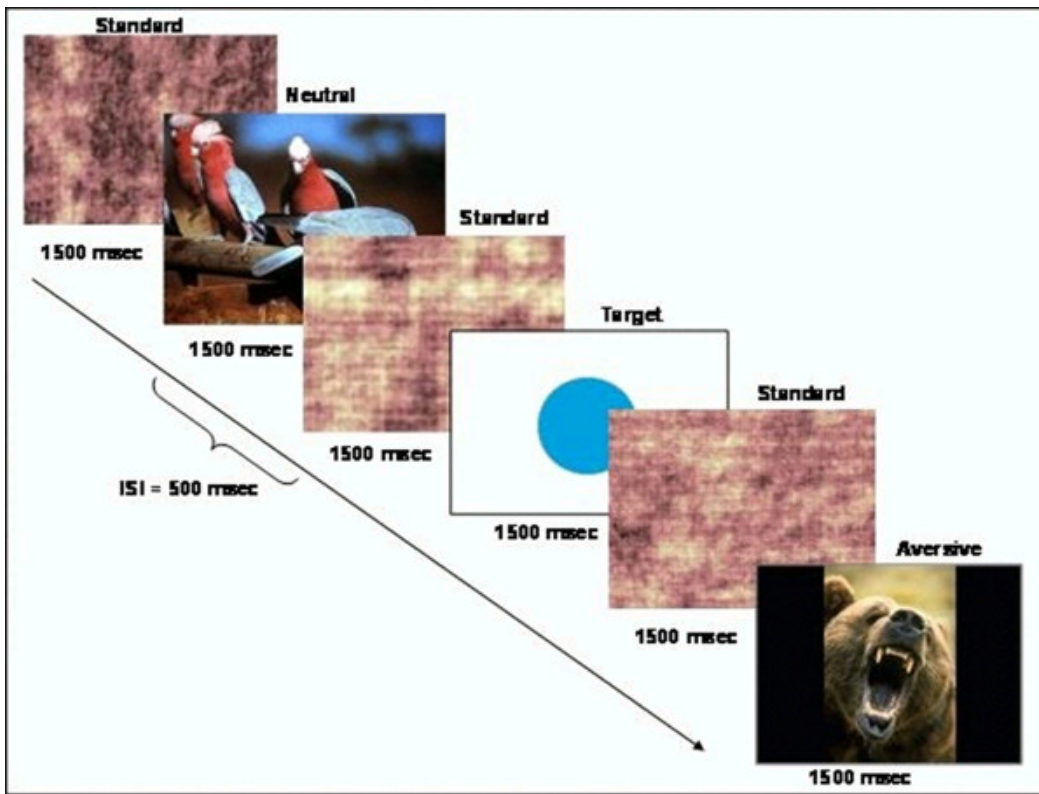 Standard
Neutral
1500 msec
Standard
1500 msec
Target
1500 msec
ISI = 500 msec
Standard
1500 msec
Aversive
1500 msec
1500 msec